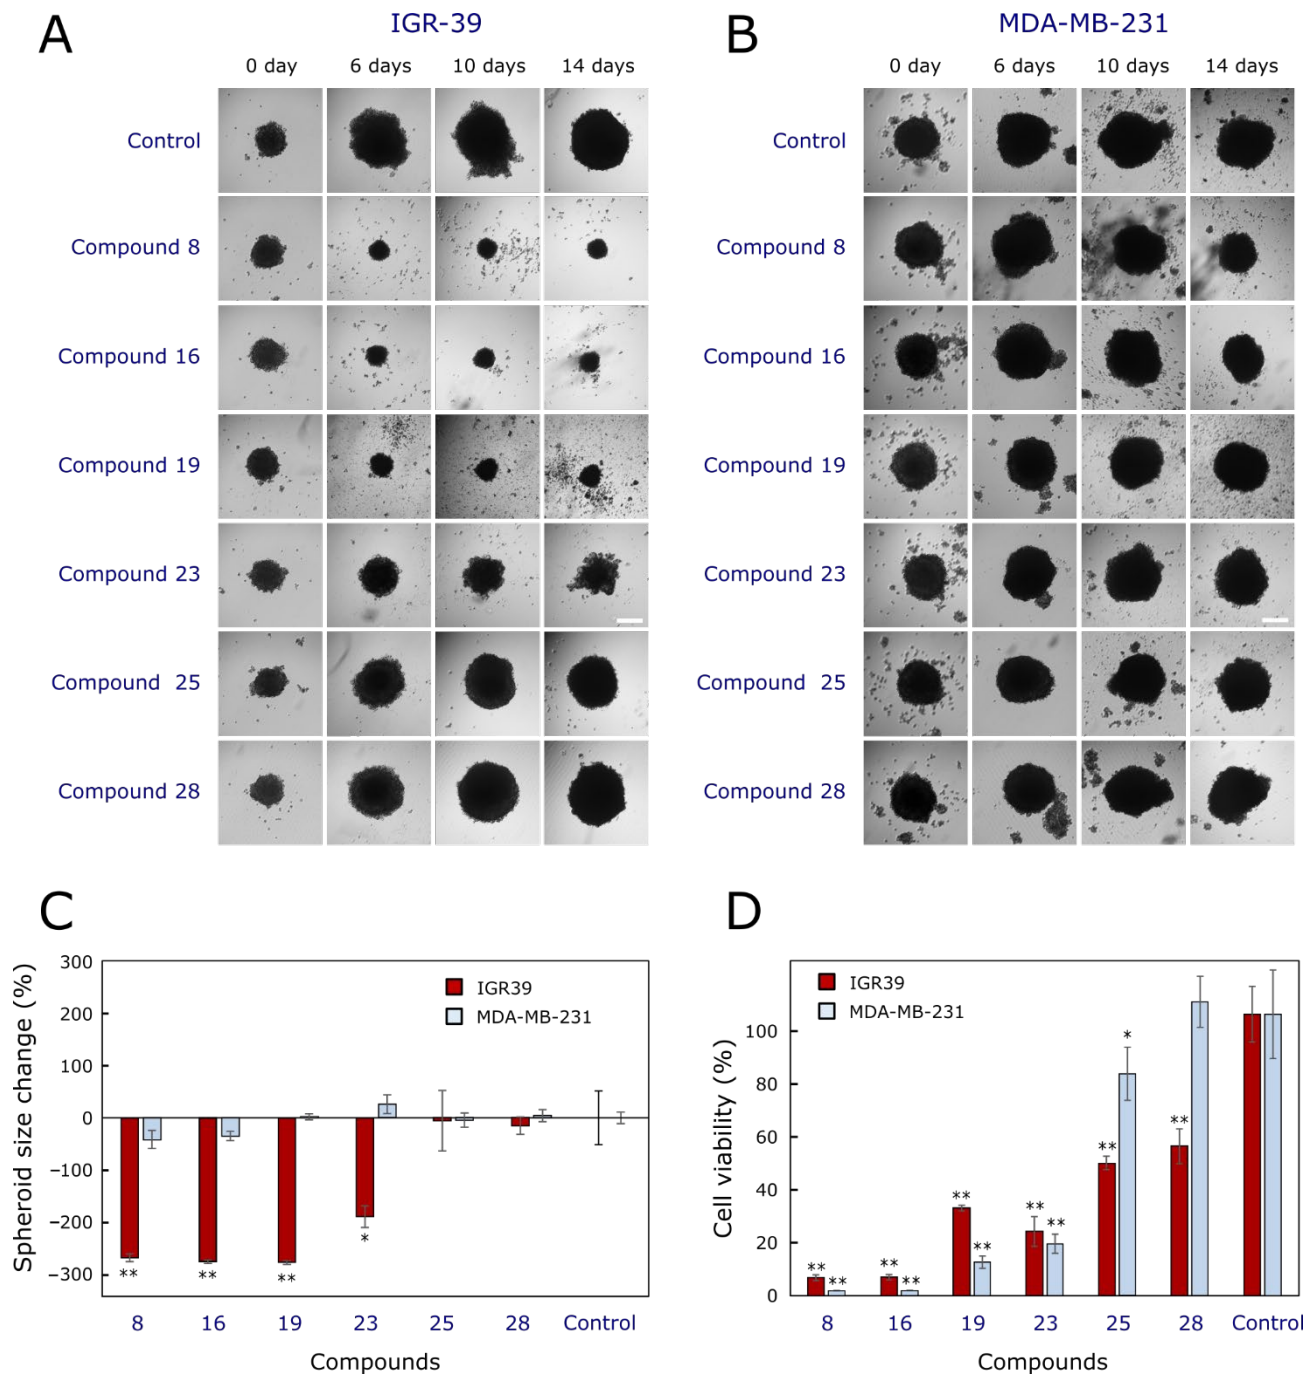 A
IGR-39
0 day 6 days 10 days 14 days
Control
Compound 8
Compound 16
Compound 19
Compound 23
Compound 25
Compound 28
B
MDA-MB-231
0 day 6 days 10 days 14 days
Control
Compound 8
Compound 16
Compound 19
Compound 23
Compound 25
Compound 28
C
Spheroid size change (%)
300
200
100
0
−100
−200
−300
IGR39
MDA-MB-231
** ** ** *
8 16 19 23 25 28 Control
Compounds
D
Cell viability (%)
100
80
60
40
20
0
IGR39
MDA-MB-231
** ** ** ** ** ** ** ** ** * **
8 16 19 23 25 28 Control
Compounds